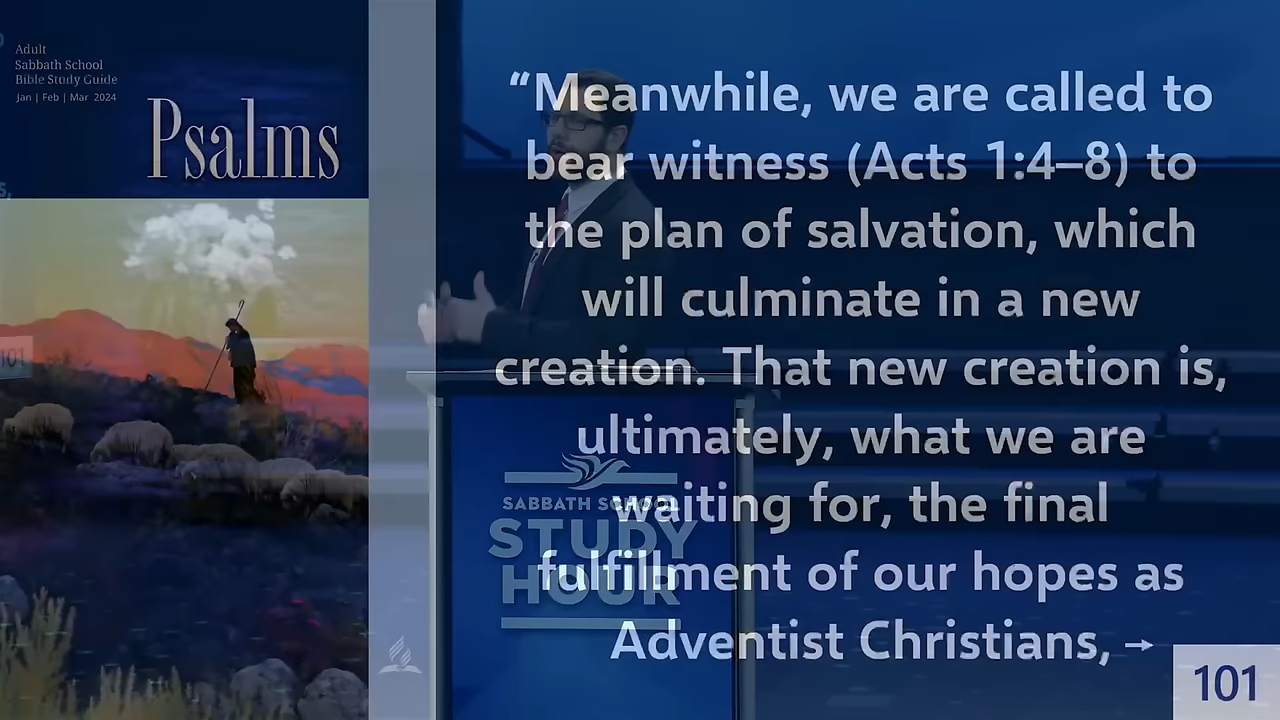 Adult
Sabbath School
Bible Study Guide
Jan | Feb | Mar 2024
Psalms
“Meanwhile, we are called to
bear witness (Acts 1:4–8) to
the plan of salvation, which
will culminate in a new
creation. That new creation is,
ultimately, what we are
waiting for, the final
fulfillment of our hopes as
Adventist Christians, →
SABBATH SCHOOL
STUDY
HOUR
101
101